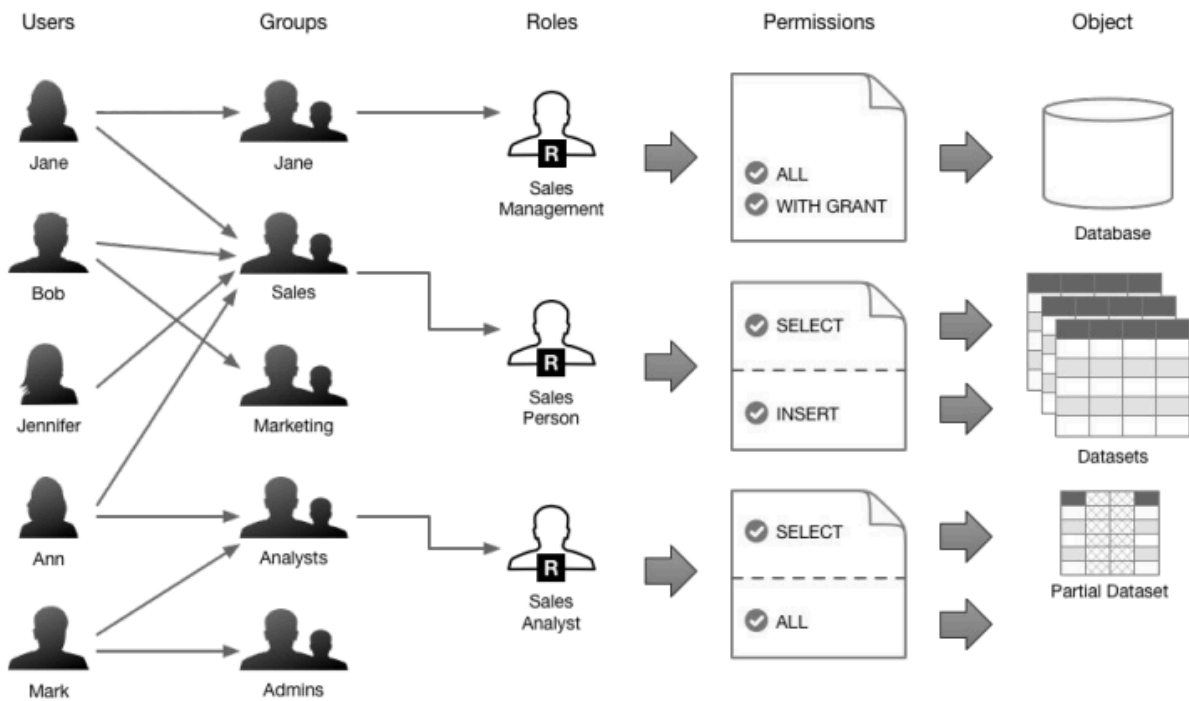 Users
Groups
Roles
Permissions
Object
Jane
Jane
R
Sales
Management
ALL
WITH GRANT
Database
Bob
Sales
R
Sales
Person
SELECT
INSERT
Datasets
Jennifer
Marketing
Ann
Analysts
R
Sales
Analyst
SELECT
ALL
Partial Dataset
Mark
Admins